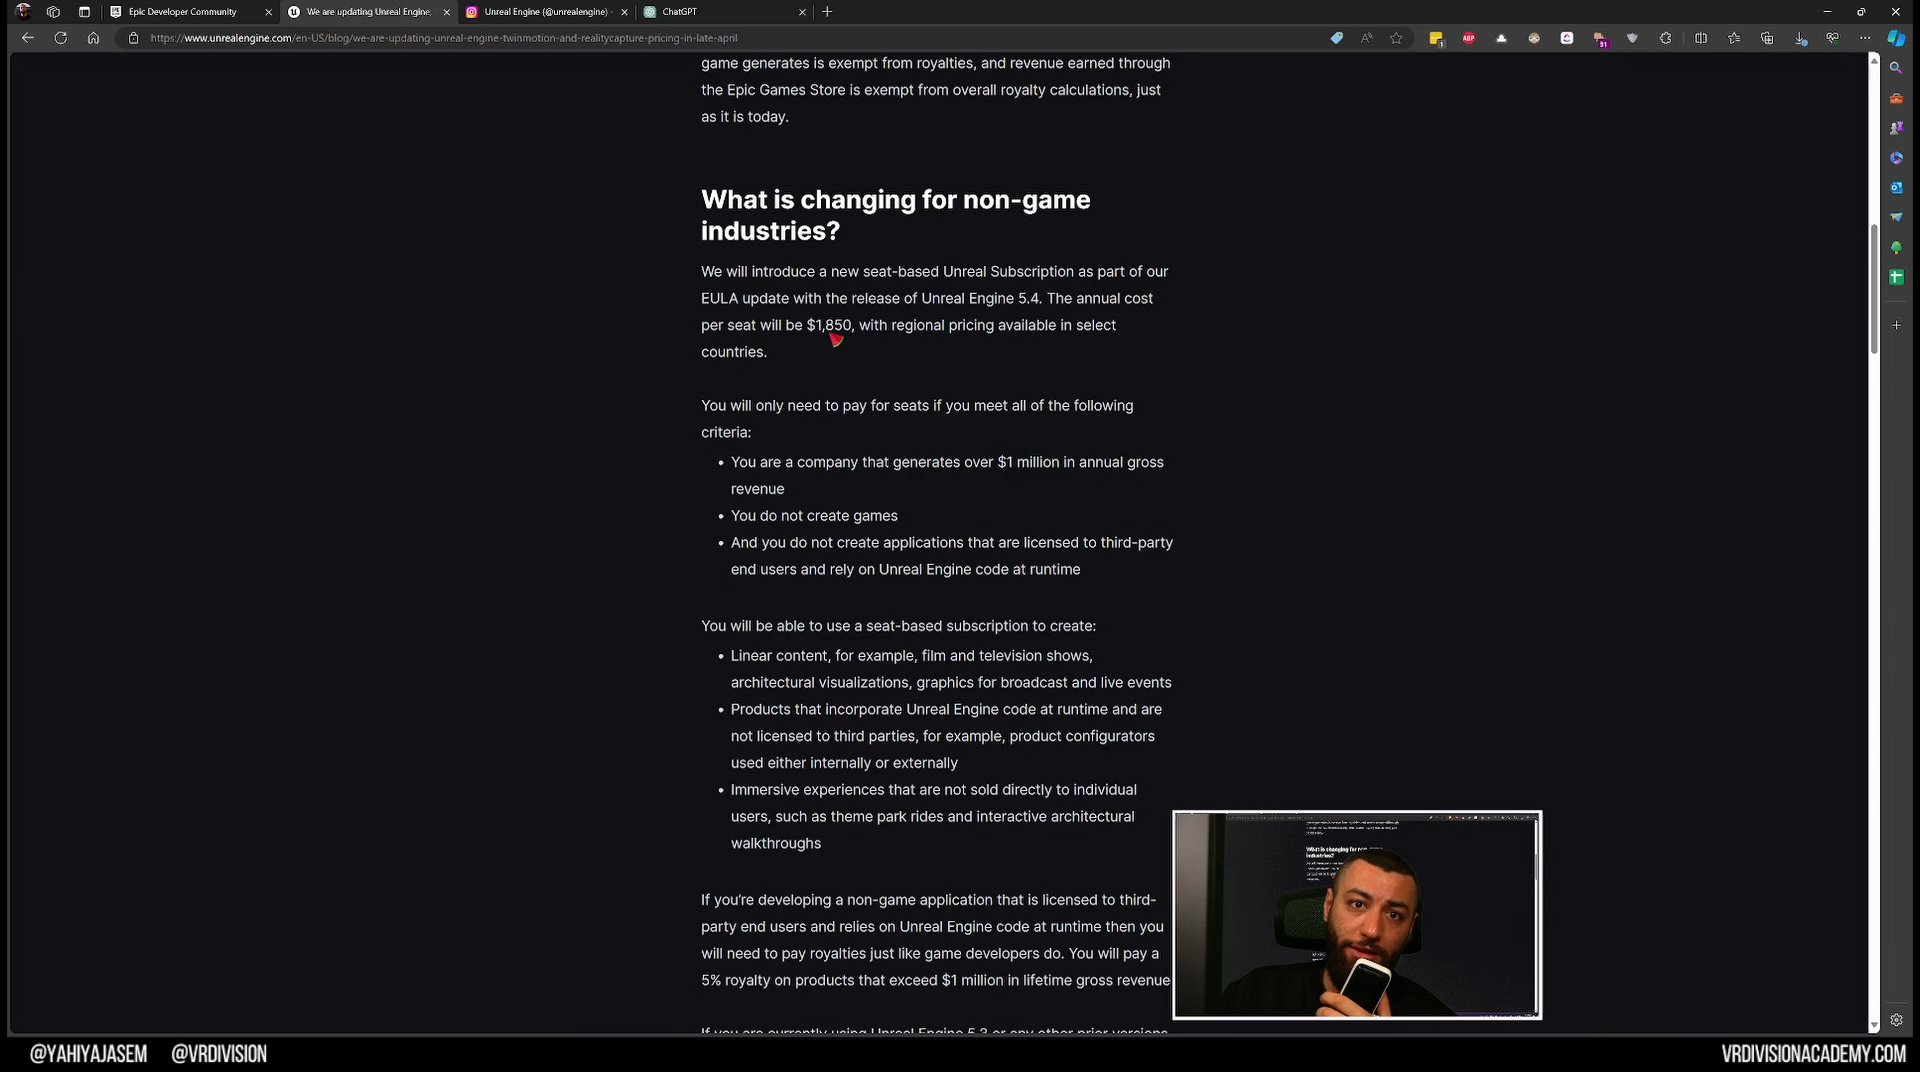 Epic Developer Community
We are updating Unreal Engine,
Unreal Engine (@unrealengine) -
ChatGPT
https://www.unrealengine.com/en-US/blog/we-are-updating-unreal-engine-twinmotion-and-realitycapture-pricing-in-late-april
game generates is exempt from royalties, and revenue earned through
the Epic Games Store is exempt from overall royalty calculations, just
as it is today.
What is changing for non-game
industries?
We will introduce a new seat-based Unreal Subscription as part of our
EULA update with the release of Unreal Engine 5.4. The annual cost
per seat will be $1,850, with regional pricing available in select
countries.
You will only need to pay for seats if you meet all of the following
criteria:
• You are a company that generates over $1 million in annual gross
revenue
• You do not create games
• And you do not create applications that are licensed to third-party
end users and rely on Unreal Engine code at runtime
You will be able to use a seat-based subscription to create:
• Linear content, for example, film and television shows,
architectural visualizations, graphics for broadcast and live events
• Products that incorporate Unreal Engine code at runtime and are
not licensed to third parties, for example, product configurators
used either internally or externally
• Immersive experiences that are not sold directly to individual
users, such as theme park rides and interactive architectural
walkthroughs
If you're developing a non-game application that is licensed to third-
party end users and relies on Unreal Engine code at runtime then you
will need to pay royalties just like game developers do. You will pay a
5% royalty on products that exceed $1 million in lifetime gross revenue
If you are currently using Unreal Engine 5.3 or any other prior versions
What is changing for non-
industries?
@YAHIYAJASEM @VRDIVISION
VRDIVISIONACADEMY.COM